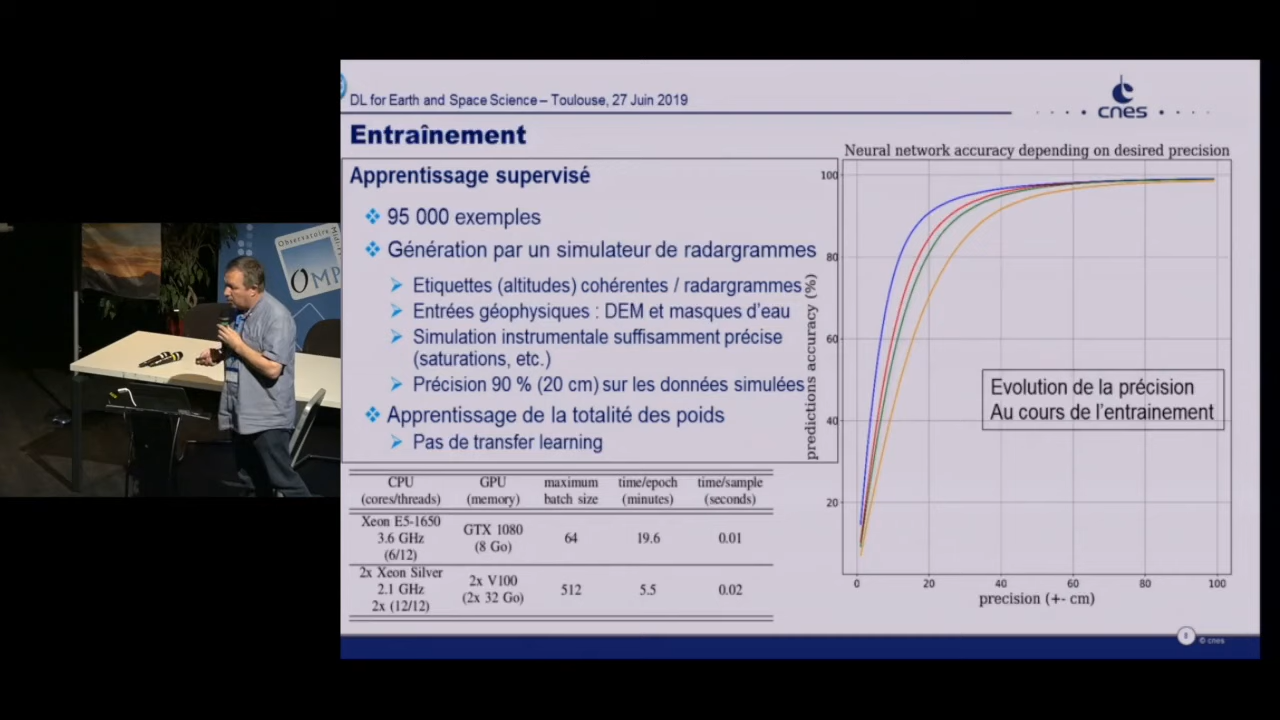 DL for Earth and Space Science – Toulouse, 27 Juin 2019
cnes
Entraînement
Apprentissage supervisé
95 000 exemples
Génération par un simulateur de radargrammes
Etiquettes (altitudes) cohérentes / radargrammes
Entrées géophysiques : DEM et masques d'eau
Simulation instrumentale suffisamment précise
(saturations, etc.)
Précision 90 % (20 cm) sur les données simulées
Apprentissage de la totalité des poids
Pas de transfer learning
CPU GPU maximum time/epoch time/sample
(cores/threads) (memory) batch size (minutes) (seconds)
Xeon E5-1650
3.6 GHz
(6/12)
GTX 1080
(8 Go)
64
19.6
0.01
2x Xeon Silver
2.1 GHz
2x (12/12)
2x V100
(2x 32 Go)
512
5.5
0.02
Neural network accuracy depending on desired precision
predictions accuracy (%)
100
80
60
40
20
Evolution de la précision
Au cours de l'entrainement
0 20 40 60 80 100
precision (+- cm)
8
© cnes
Observatoire
Midi
OMP